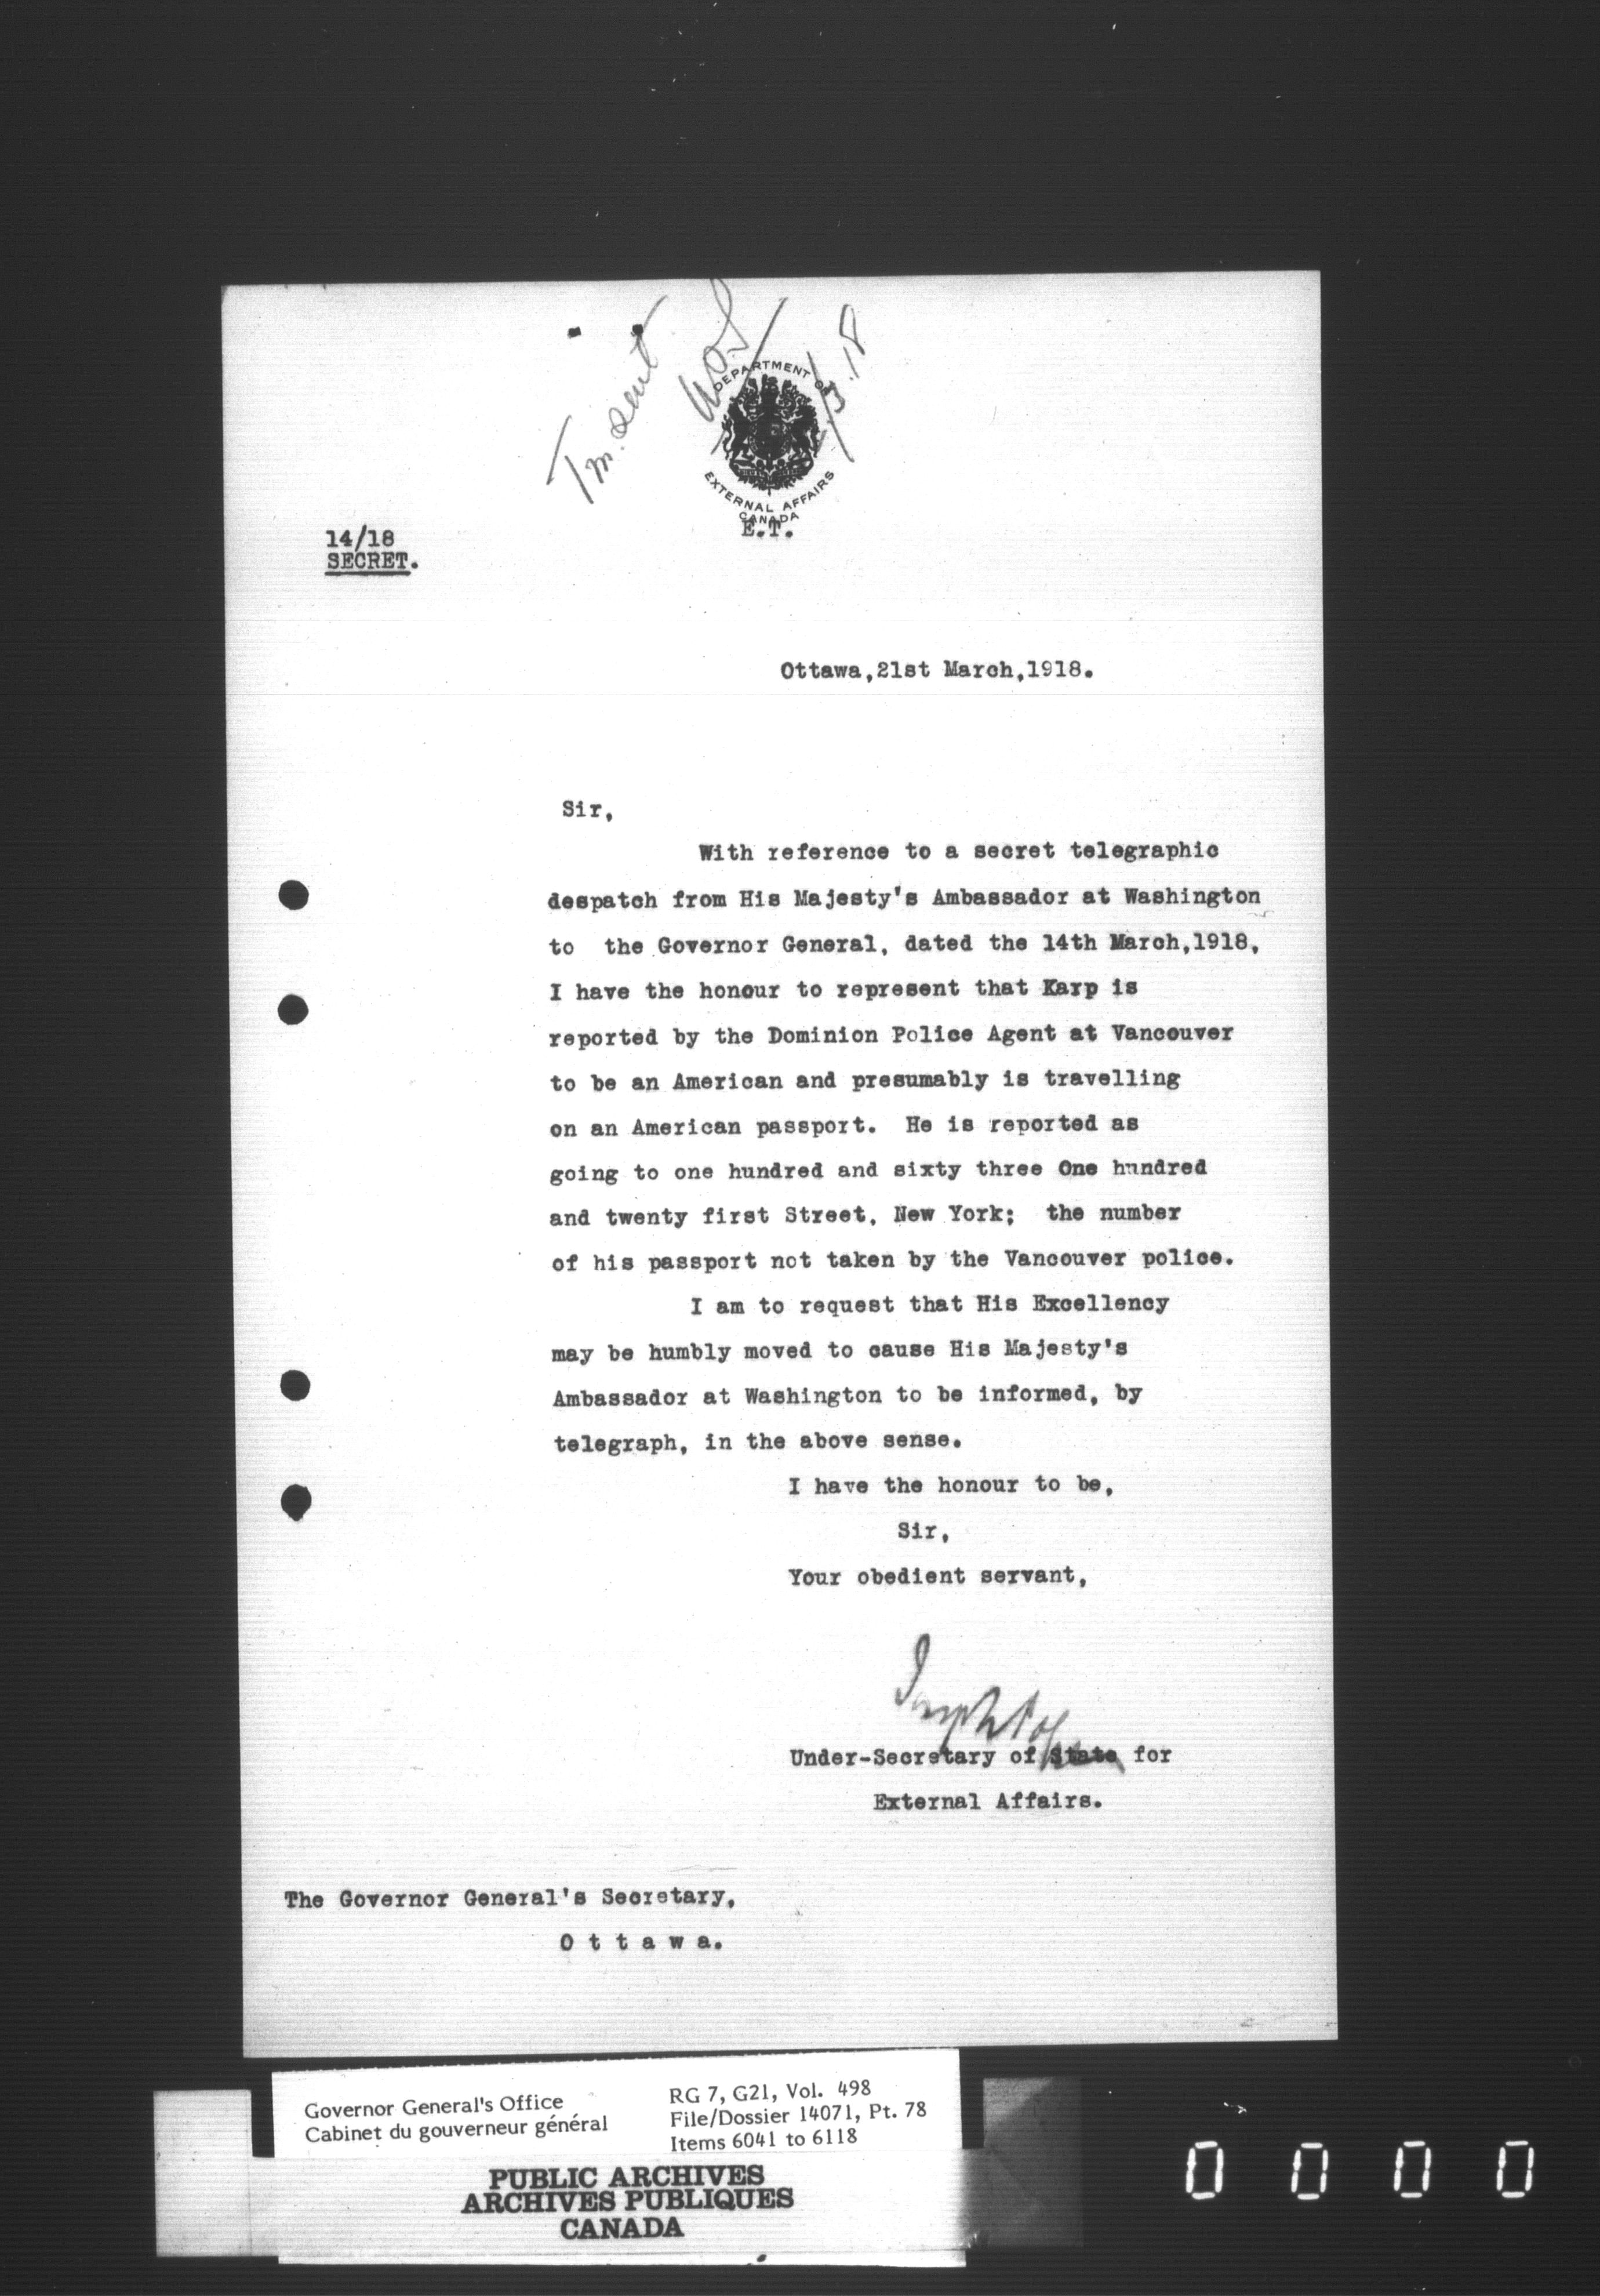 Tm. sent
DEPARTMENT OF
EXTERNAL AFFAIRS
CANADA
E.T.
14/18
SECRET.
Ottawa,21st March,1918.
Sir,
With reference to a secret telegraphic
despatch from His Majesty's Ambassador at Washington
to the Governor General, dated the 14th March,1918,
I have the honour to represent that Karp is
reported by the Dominion Police Agent at Vancouver
to be an American and presumably is travelling
on an American passport. He is reported as
going to one hundred and sixty three One hundred
and twenty first Street, New York; the number
of his passport not taken by the Vancouver police.
I am to request that His Excellency
may be humbly moved to cause His Majesty's
Ambassador at Washington to be informed, by
telegraph, in the above sense.
I have the honour to be,
Sir,
Your obedient servant,
Joseph Pope
Under-Secretary of State for
External Affairs.
The Governor General's Secretary,
O t t a w a.
Governor General's Office
Cabinet du gouverneur général
RG 7, G21, Vol. 498
File/Dossier 14071, Pt. 78
Items 6041 to 6118
PUBLIC ARCHIVES
ARCHIVES PUBLIQUES
CANADA
0 0 0 0